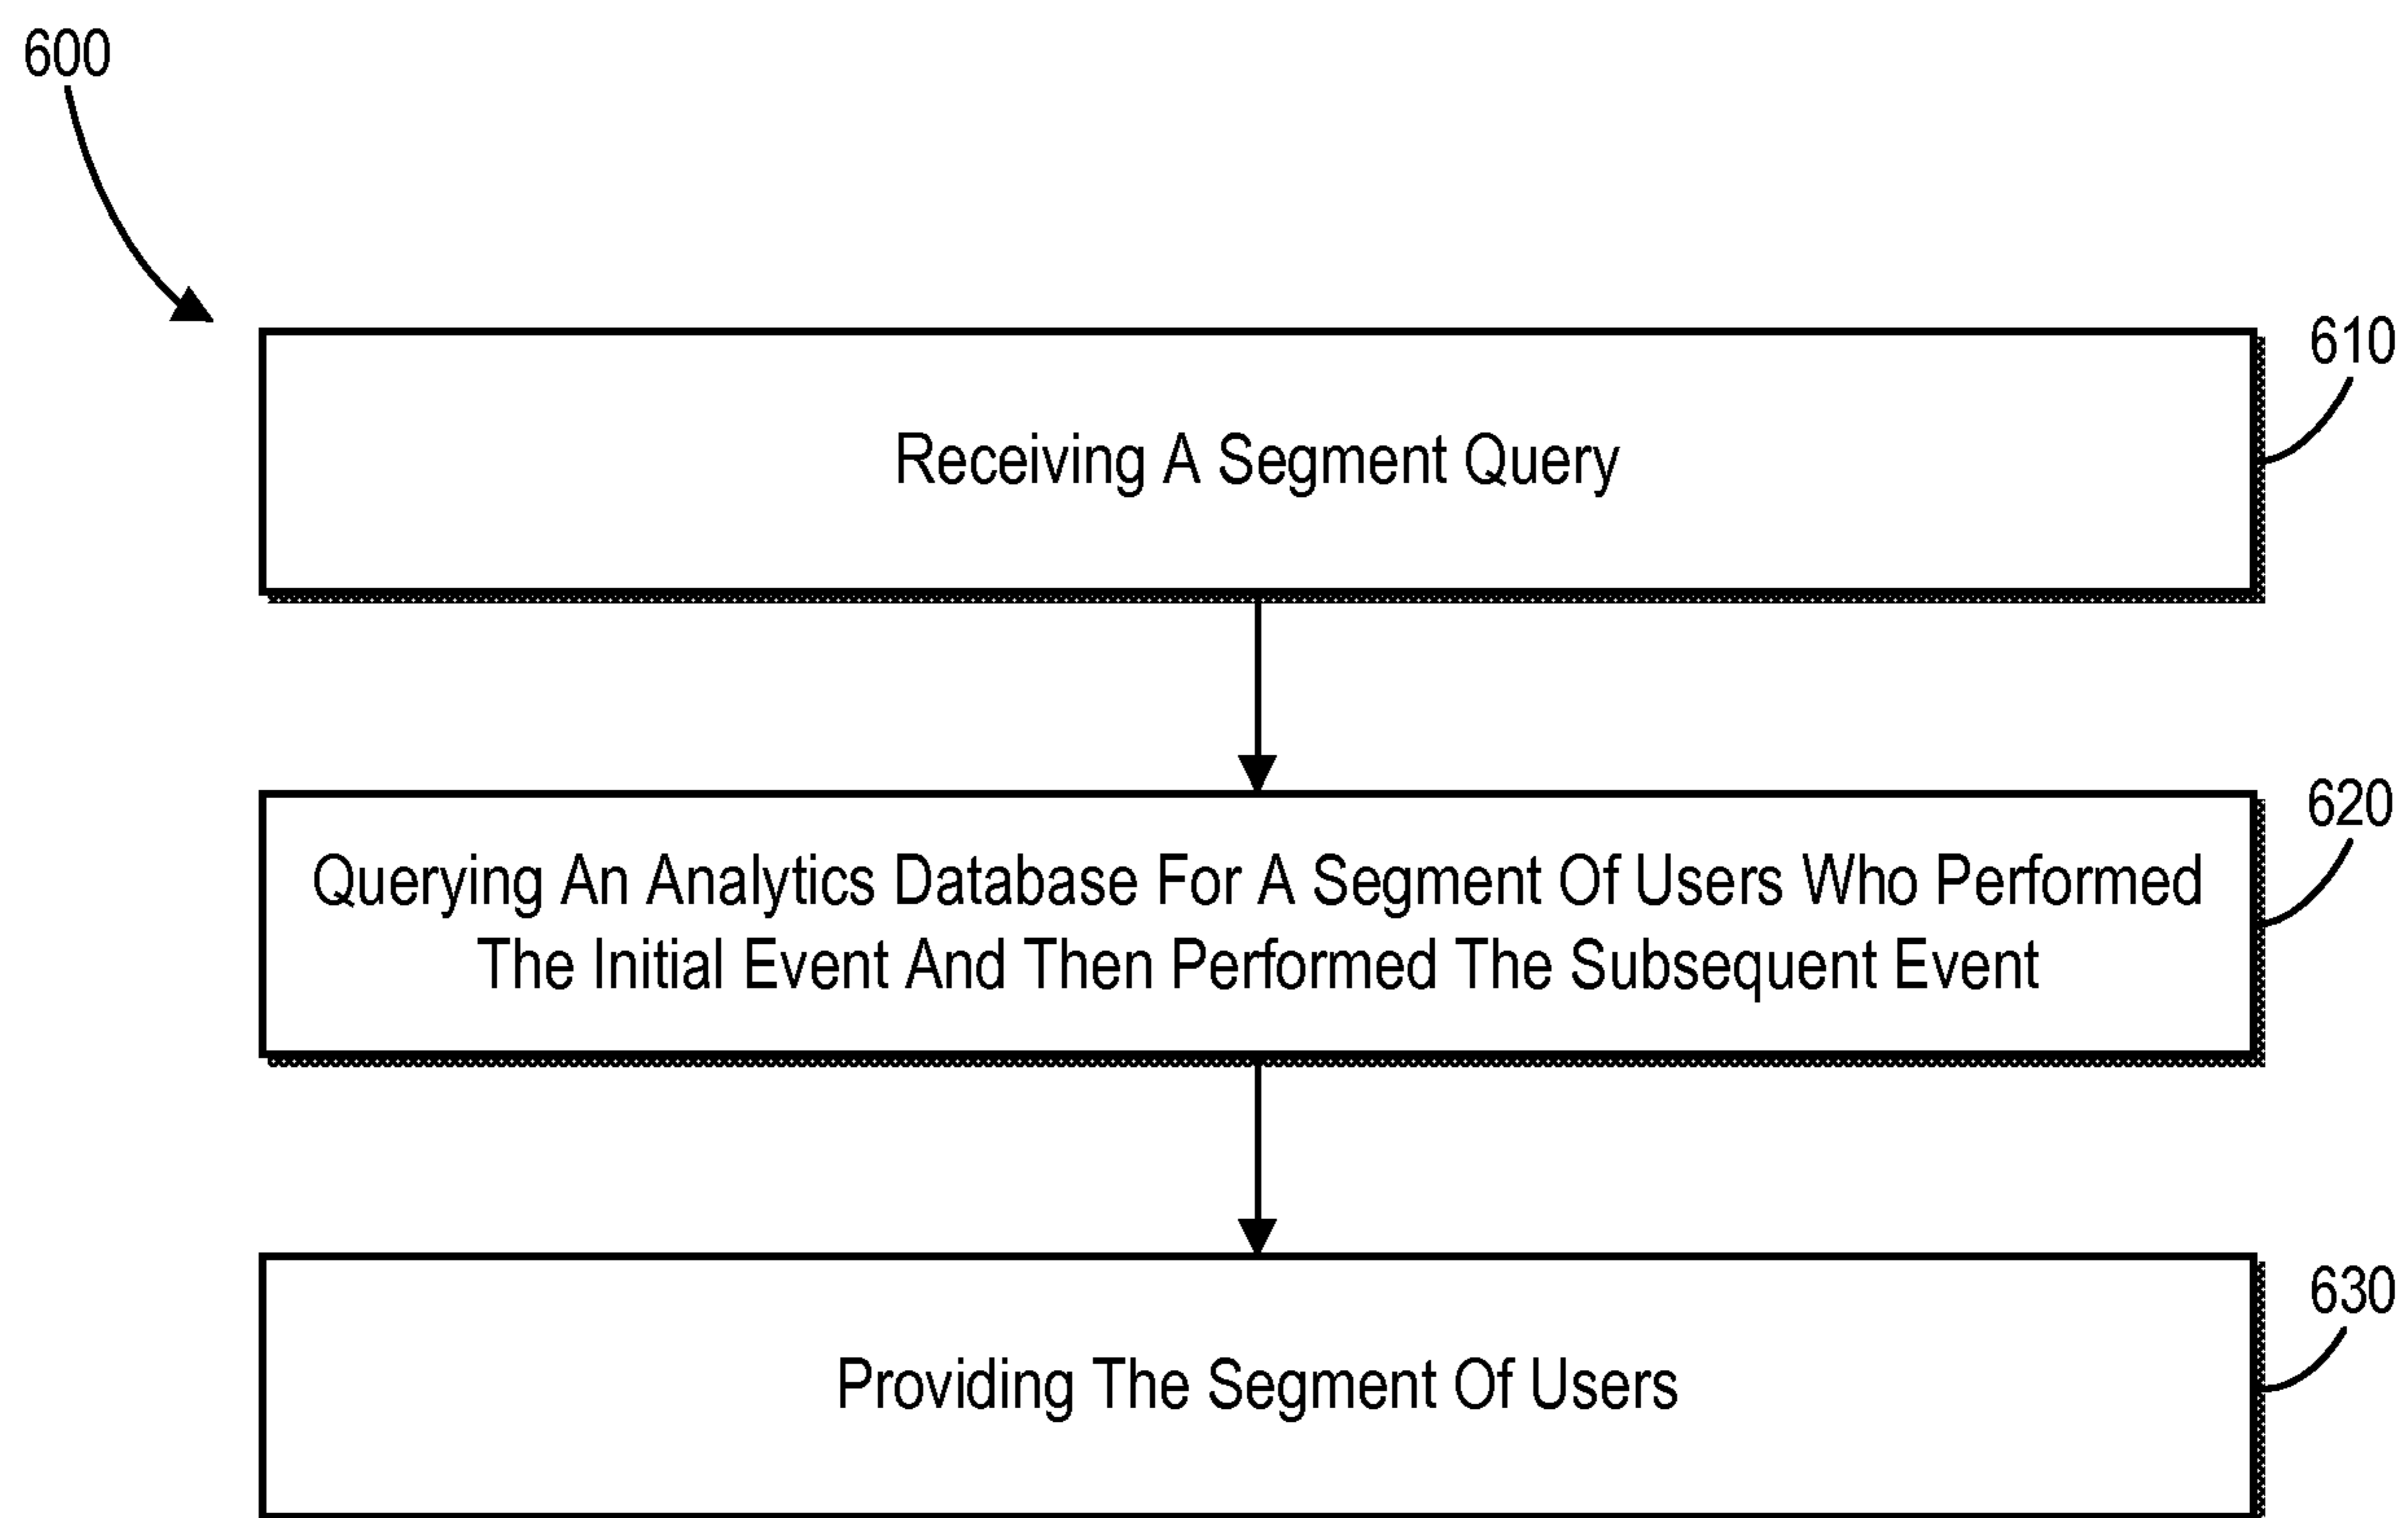 600
610
Receiving A Segment Query
620
Querying An Analytics Database For A Segment Of Users Who Performed
The Initial Event And Then Performed The Subsequent Event
630
Providing The Segment Of Users